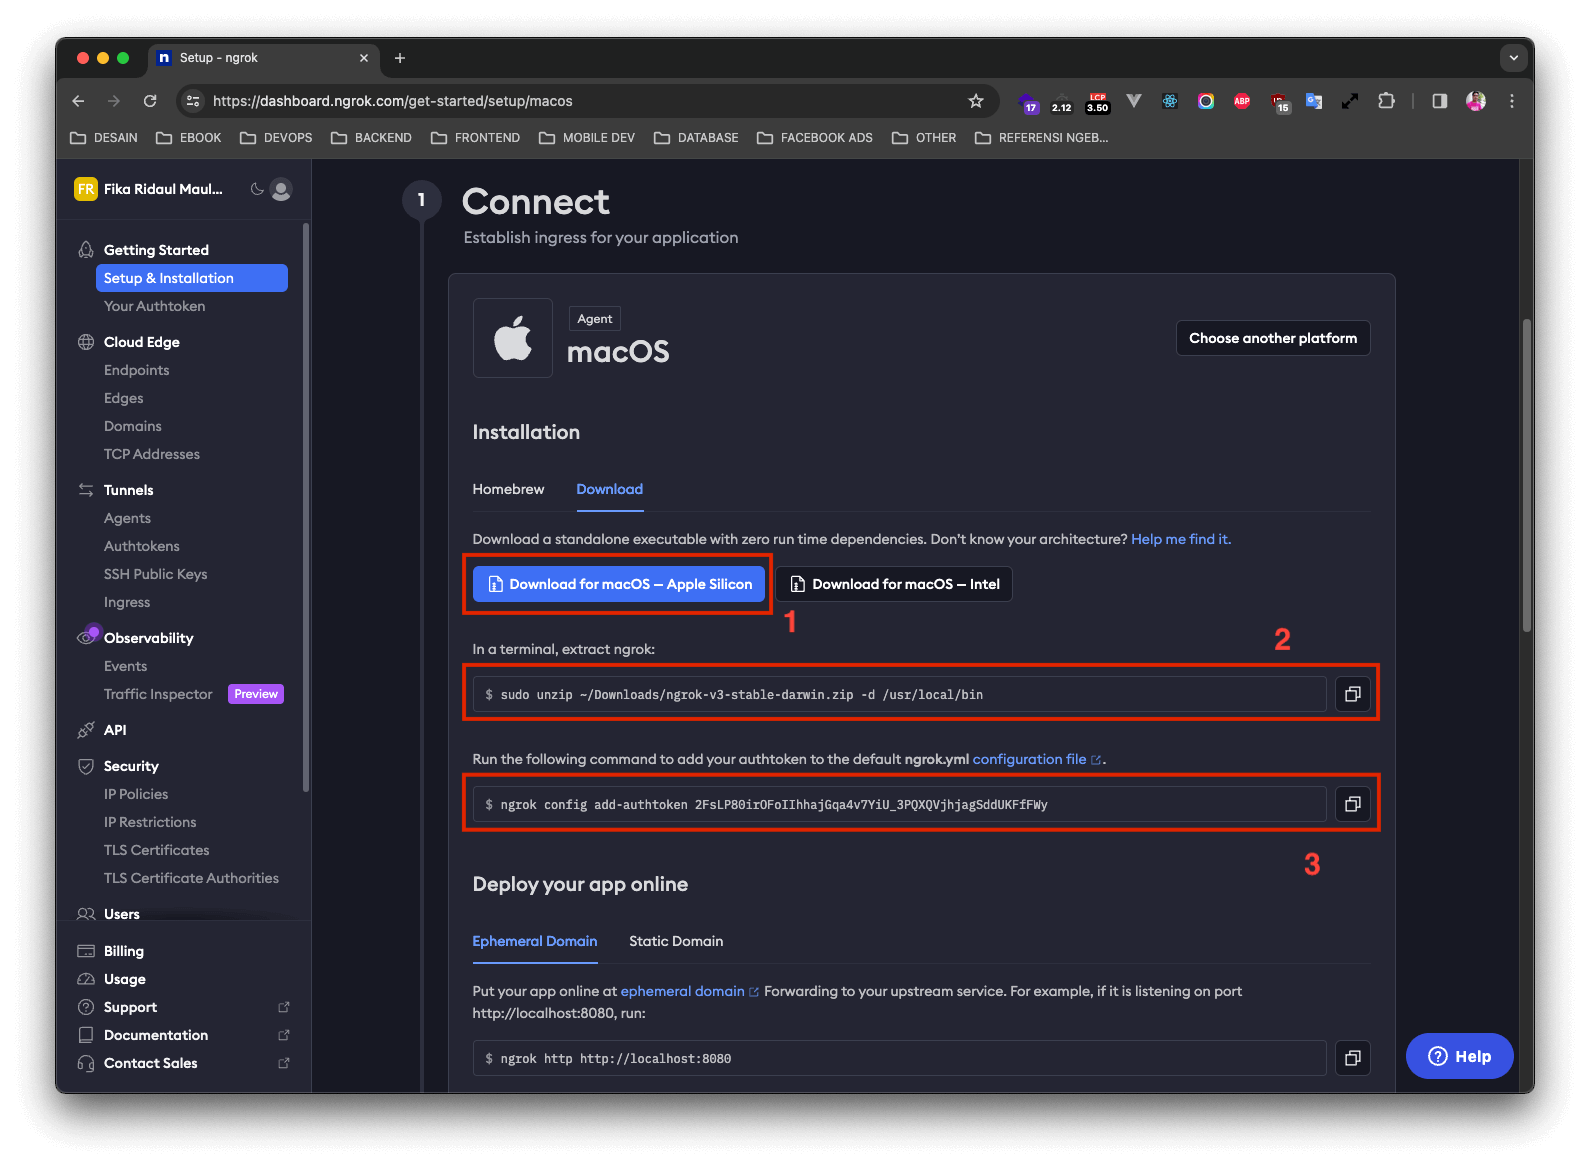 Setup - ngrok
https://dashboard.ngrok.com/get-started/setup/macos
17
2.12
LCP
3.50
ABP
15
DESAIN
EBOOK
DEVOPS
BACKEND
FRONTEND
MOBILE DEV
DATABASE
FACEBOOK ADS
OTHER
REFERENSI NGEB...
FR
Fika Ridaul Maul...
Getting Started
Setup & Installation
Your Authtoken
Cloud Edge
Endpoints
Edges
Domains
TCP Addresses
Tunnels
Agents
Authtokens
SSH Public Keys
Ingress
Observability
Events
Traffic Inspector
Preview
API
Security
IP Policies
IP Restrictions
TLS Certificates
TLS Certificate Authorities
Users
Billing
Usage
Support
Documentation
Contact Sales
1
Connect
Establish ingress for your application
Agent
macOS
Choose another platform
Installation
Homebrew
Download
Download a standalone executable with zero run time dependencies. Don't know your architecture? Help me find it.
Download for macOS — Apple Silicon
Download for macOS — Intel
1
In a terminal, extract ngrok:
2
$ sudo unzip ~/Downloads/ngrok-v3-stable-darwin.zip -d /usr/local/bin
Run the following command to add your authtoken to the default ngrok.yml configuration file.
$ ngrok config add-authtoken 2FsLP80irOFoIIhhajGqa4v7YiU_3PQXQVjhjagSddUKFfFWy
3
Deploy your app online
Ephemeral Domain
Static Domain
Put your app online at ephemeral domain Forwarding to your upstream service. For example, if it is listening on port
http://localhost:8080, run:
$ ngrok http http://localhost:8080
Help